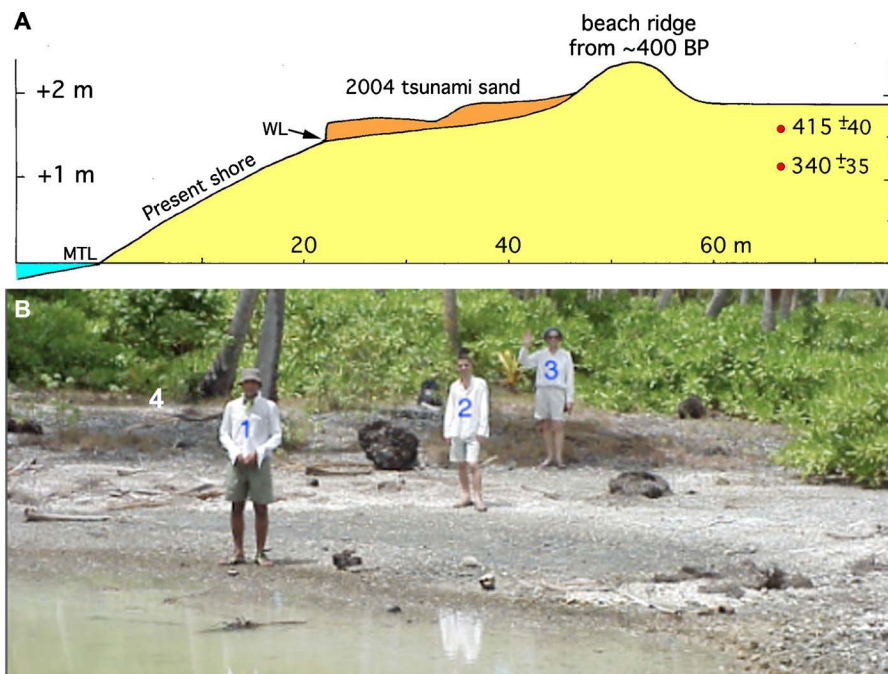 A
beach ridge
from ~400 BP
+2 m
2004 tsunami sand
WL
415 ±40
+1 m
340 ±35
Present shore
MTL
20
40
60 m
B
4
1
2
3